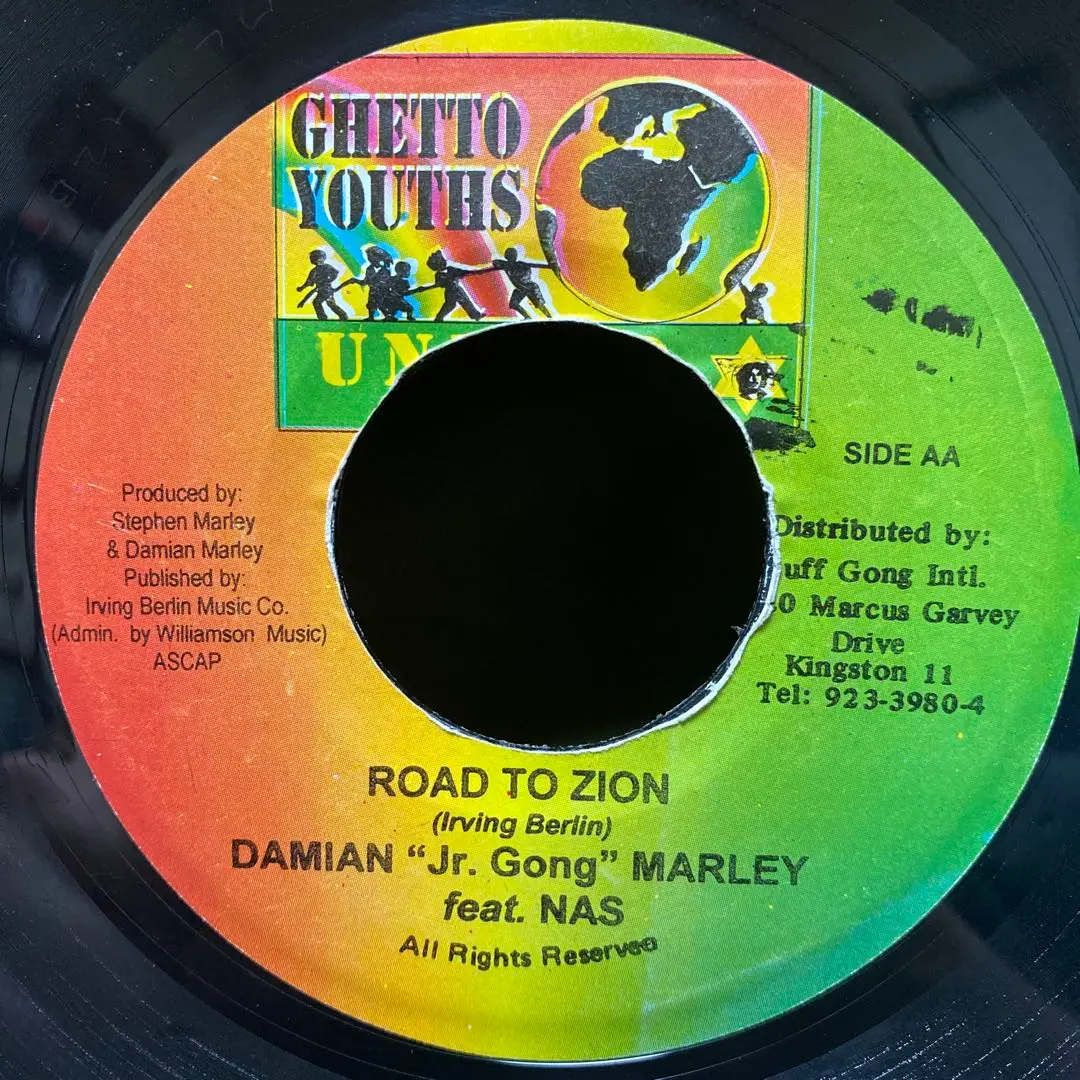 GHETTO
YOUTHS
SIDE AA
Produced by:
Stephen Marley
& Damian Marley
Published by:
Irving Berlin Music Co.
(Admin. by Williamson Music)
ASCAP
Distributed by:
uff Gong Intl.
0 Marcus Garvey
Drive
Kingston 11
Tel: 923-3980-4
ROAD TO ZION
(Irving Berlin)
DAMIAN “Jr. Gong” MARLEY
feat. NAS
All Rights Reserved